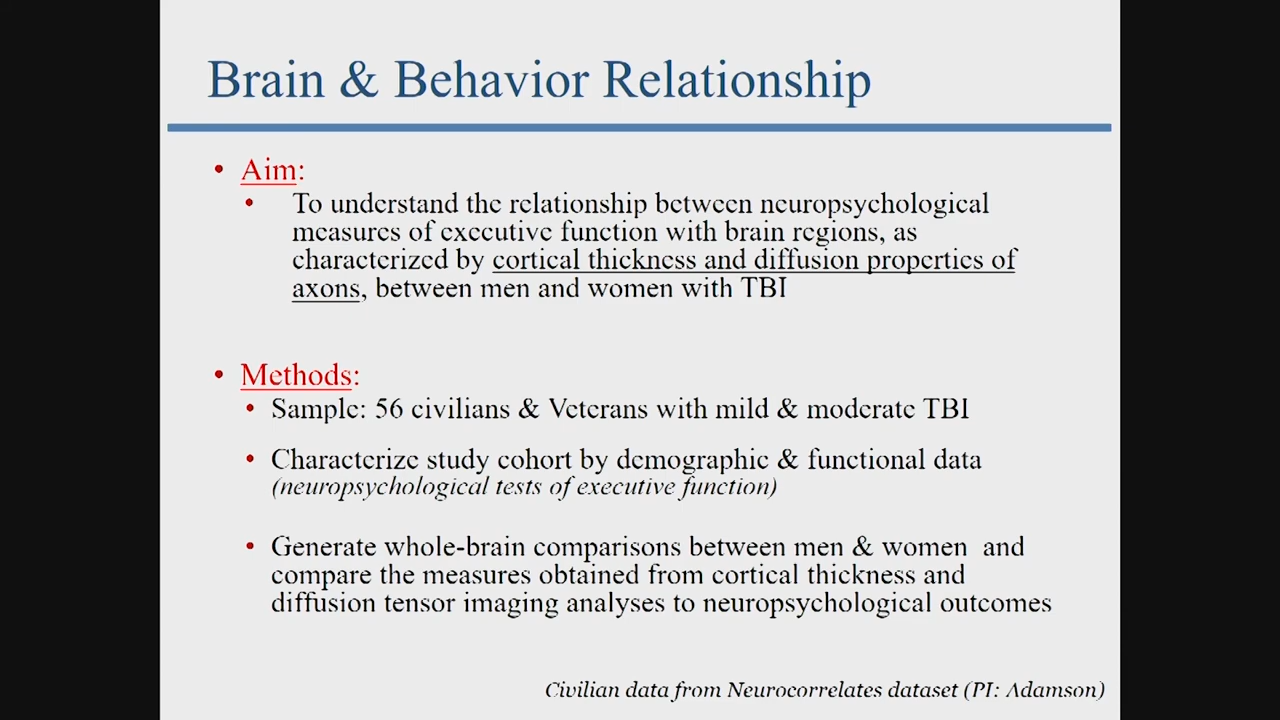 Brain & Behavior Relationship
• Aim:
• To understand the relationship between neuropsychological
measures of executive function with brain regions, as
characterized by cortical thickness and diffusion properties of
axons, between men and women with TBI
• Methods:
• Sample: 56 civilians & Veterans with mild & moderate TBI
• Characterize study cohort by demographic & functional data
(neuropsychological tests of executive function)
• Generate whole-brain comparisons between men & women and
compare the measures obtained from cortical thickness and
diffusion tensor imaging analyses to neuropsychological outcomes
Civilian data from Neurocorrelates dataset (PI: Adamson)